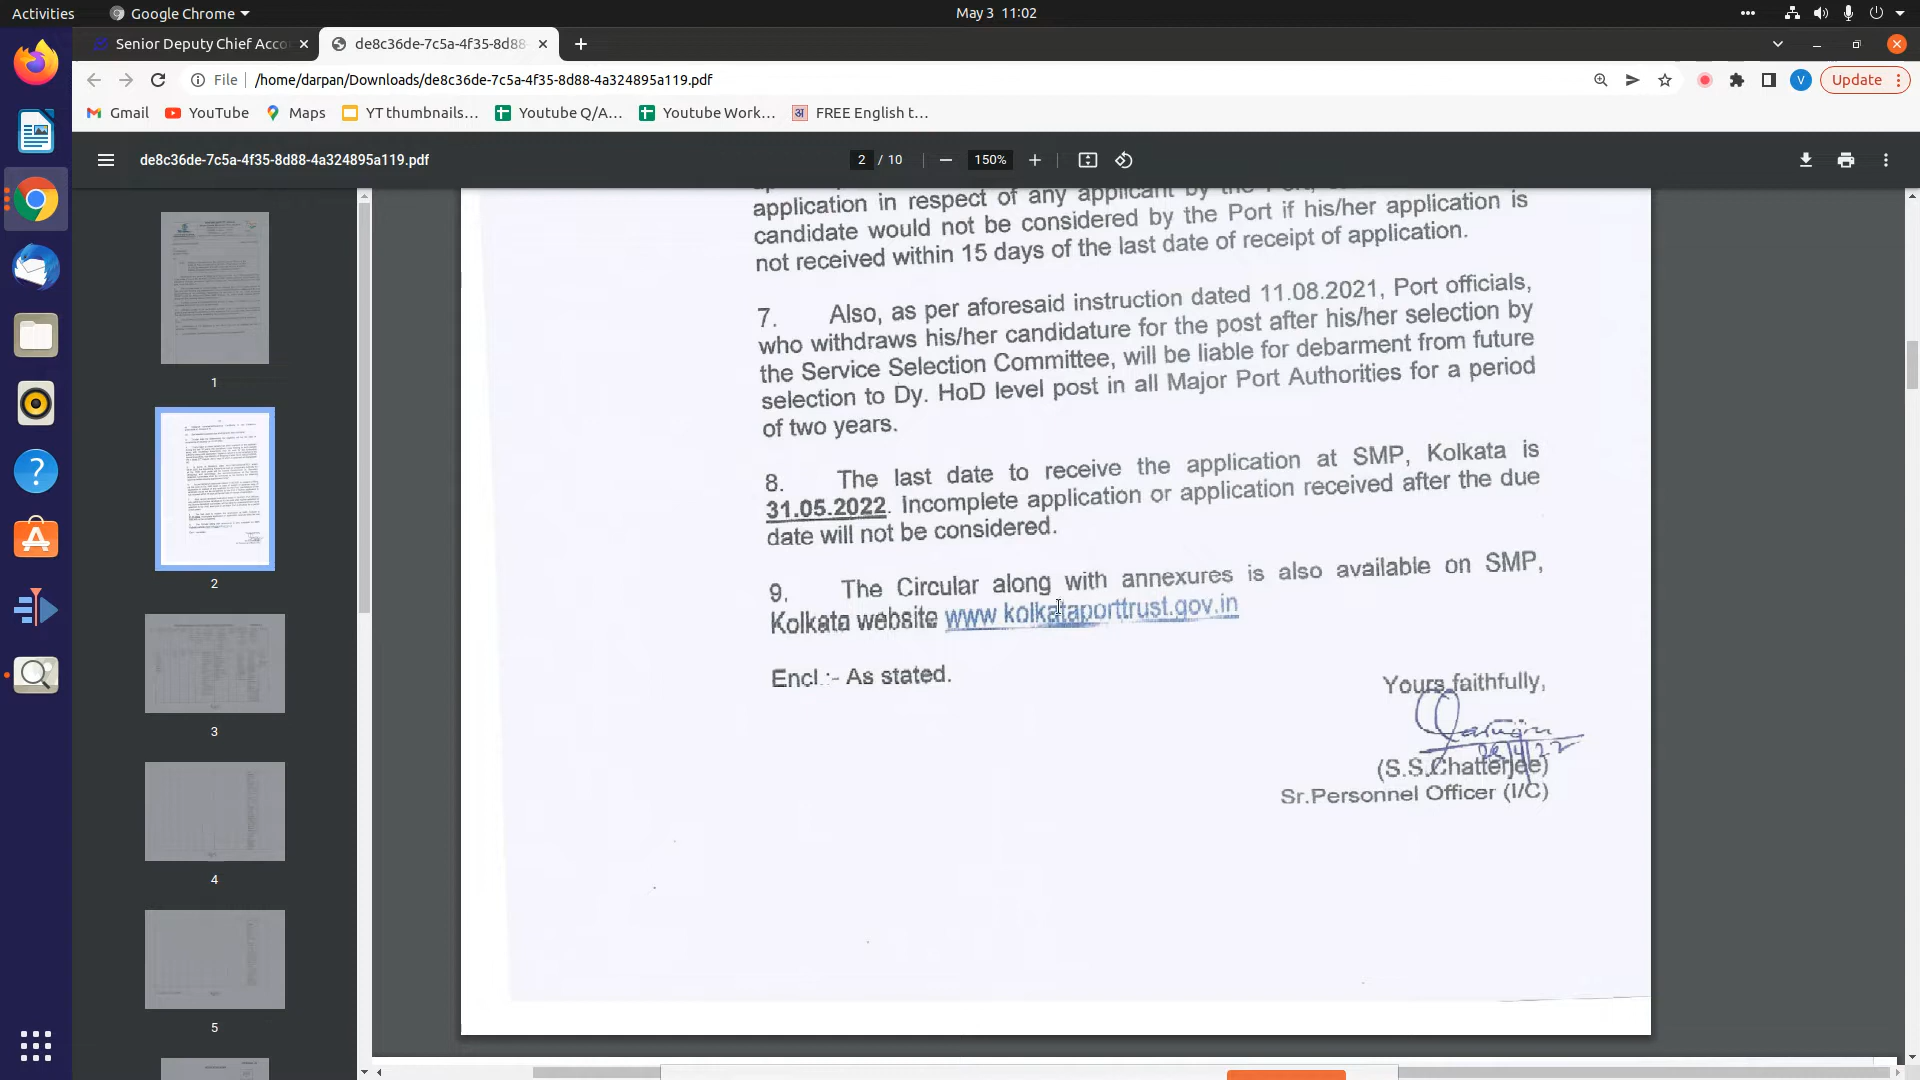 Activities
Google Chrome
May 3 11:02
Senior Deputy Chief Acco
de8c36de-7c5a-4f35-8d88-
File
/home/darpan/Downloads/de8c36de-7c5a-4f35-8d88-4a324895a119.pdf
V
Update
Gmail
YouTube
Maps
YT thumbnails...
Youtube Q/A...
Youtube Work...
अ
FREE English t...
de8c36de-7c5a-4f35-8d88-4a324895a119.pdf
2 / 10
150%
1
2
3
4
5
application in respect of any applicant by the Port,
candidate would not be considered by the Port if his/her application is
not received within 15 days of the last date of receipt of application.
7. Also, as per aforesaid instruction dated 11.08.2021, Port officials,
who withdraws his/her candidature for the post after his/her selection by
the Service Selection Committee, will be liable for debarment from future
selection to Dy. HoD level post in all Major Port Authorities for a period
of two years.
8. The last date to receive the application at SMP, Kolkata is
31.05.2022. Incomplete application or application received after the due
date will not be considered.
9. The Circular along with annexures is also available on SMP,
Kolkata website www kolkataporttrust.gov.in
Encl.:- As stated.
Yours faithfully,
(S.S.Chatterjee)
Sr.Personnel Officer (I/C)